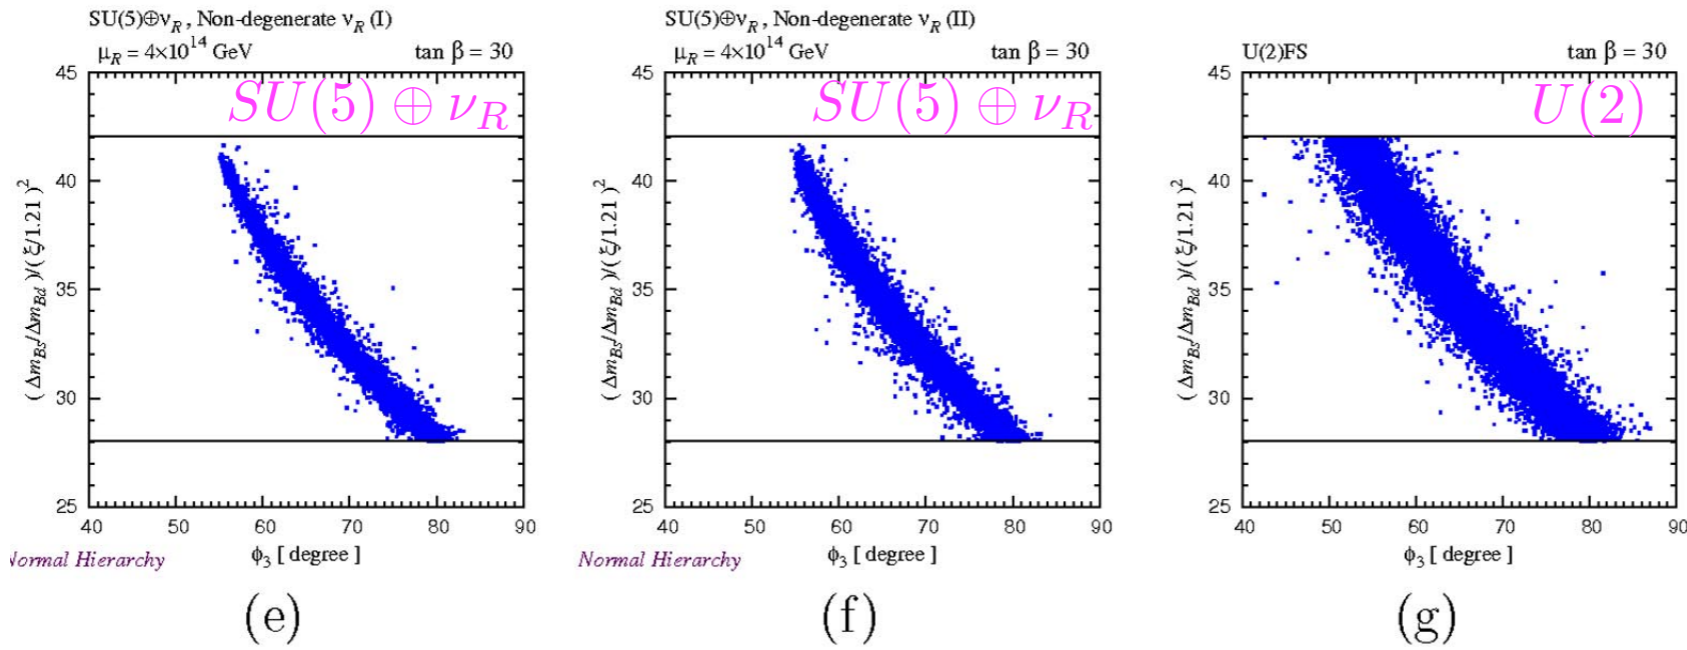 SU(5)⊕ν_R , Non-degenerate ν_R (I)
μ_R = 4×10^14 GeV tan β = 30
SU(5) ⊕ ν_R
45
40
35
30
25
( Δm_Bs/Δm_Bd )/( ξ/1.21 )^2
40 50 60 70 80 90
ϕ_3 [ degree ]
Normal Hierarchy
(e)
SU(5)⊕ν_R , Non-degenerate ν_R (II)
μ_R = 4×10^14 GeV tan β = 30
SU(5) ⊕ ν_R
45
40
35
30
25
( Δm_Bs/Δm_Bd )/( ξ/1.21 )^2
40 50 60 70 80 90
ϕ_3 [ degree ]
Normal Hierarchy
(f)
U(2)FS tan β = 30
U(2)
45
40
35
30
25
( Δm_Bs/Δm_Bd )/( ξ/1.21 )^2
40 50 60 70 80 90
ϕ_3 [ degree ]
(g)